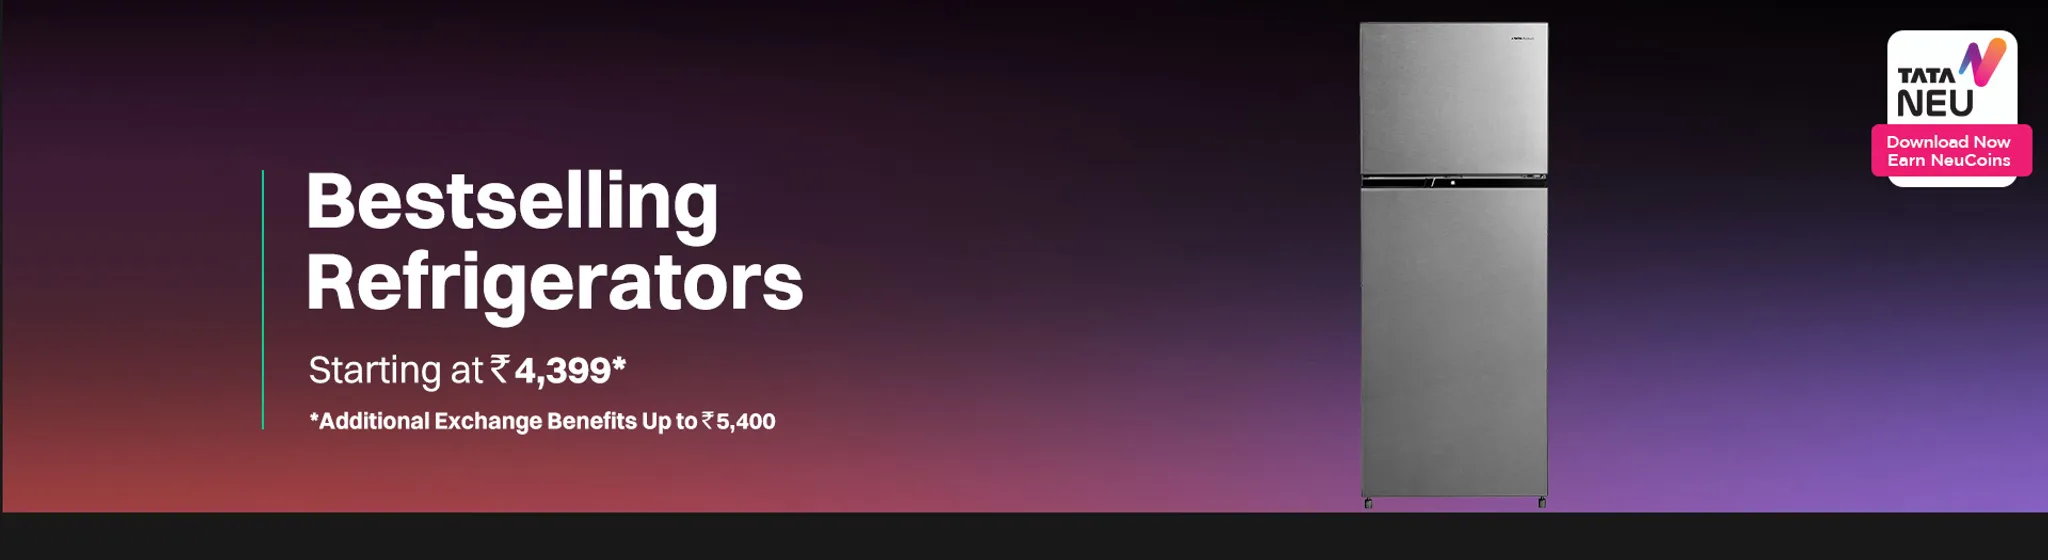 Bestselling
Refrigerators
Starting at ₹4,399*
*Additional Exchange Benefits Up to ₹5,400
TATA
NEU
Download Now
Earn NeuCoins